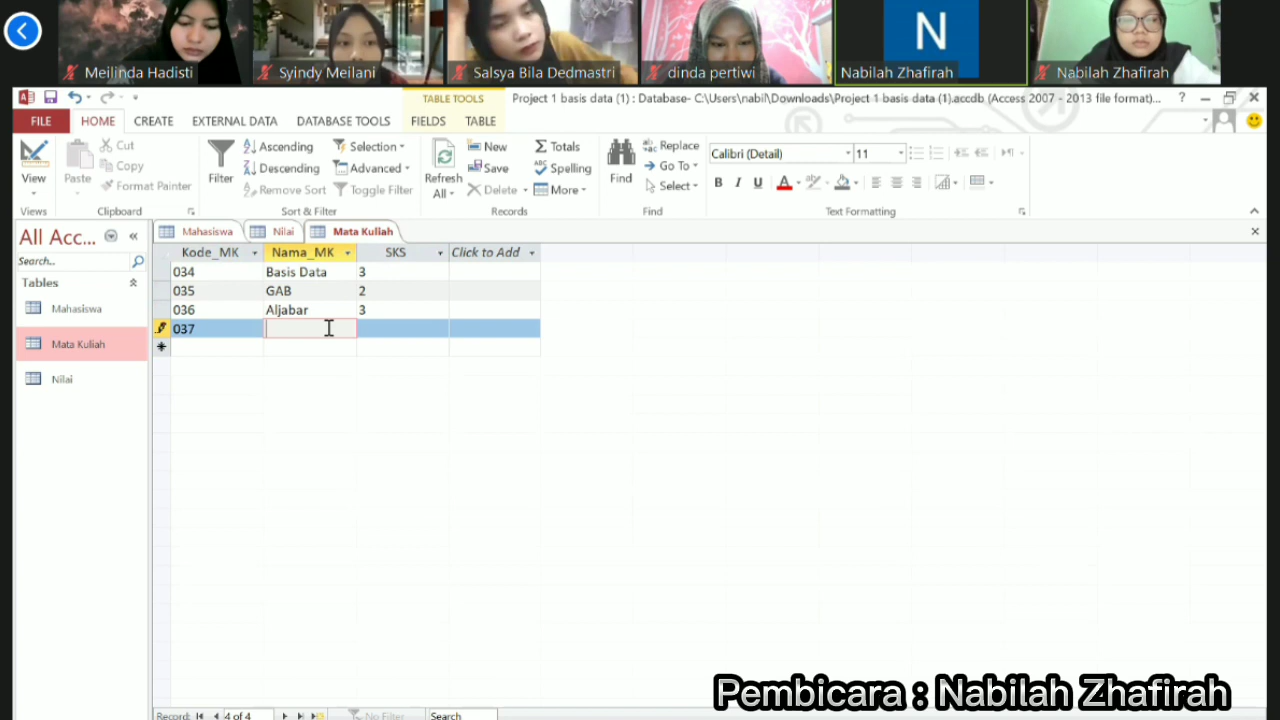 Meilinda Hadisti
Syindy Meilani
Salsya Bila Dedmastri
dinda pertiwi
N
Nabilah Zhafirah
Nabilah Zhafirah
TABLE TOOLS
Project 1 basis data (1) : Database- C:\Users\nabil\Downloads\Project 1 basis data (1).accdb (Access 2007 - 2013 file format)...
FILE HOME CREATE EXTERNAL DATA DATABASE TOOLS FIELDS TABLE
View
Views
Paste
Cut
Copy
Format Painter
Clipboard
Filter
Ascending
Descending
Remove Sort
Selection
Advanced
Toggle Filter
Sort & Filter
Refresh
All
New
Save
Delete
Totals
Spelling
More
Records
Find
Replace
Go To
Select
Find
Calibri (Detail) 11
B I U A
Text Formatting
All Acc...
Search...
Tables
Mahasiswa
Mata Kuliah
Nilai
Mahasiswa Nilai Mata Kuliah
Kode_MK Nama_MK SKS Click to Add
034 Basis Data 3
035 GAB 2
036 Aljabar 3
037
Record: 4 of 4 No Filter Search
Pembicara : Nabilah Zhafirah